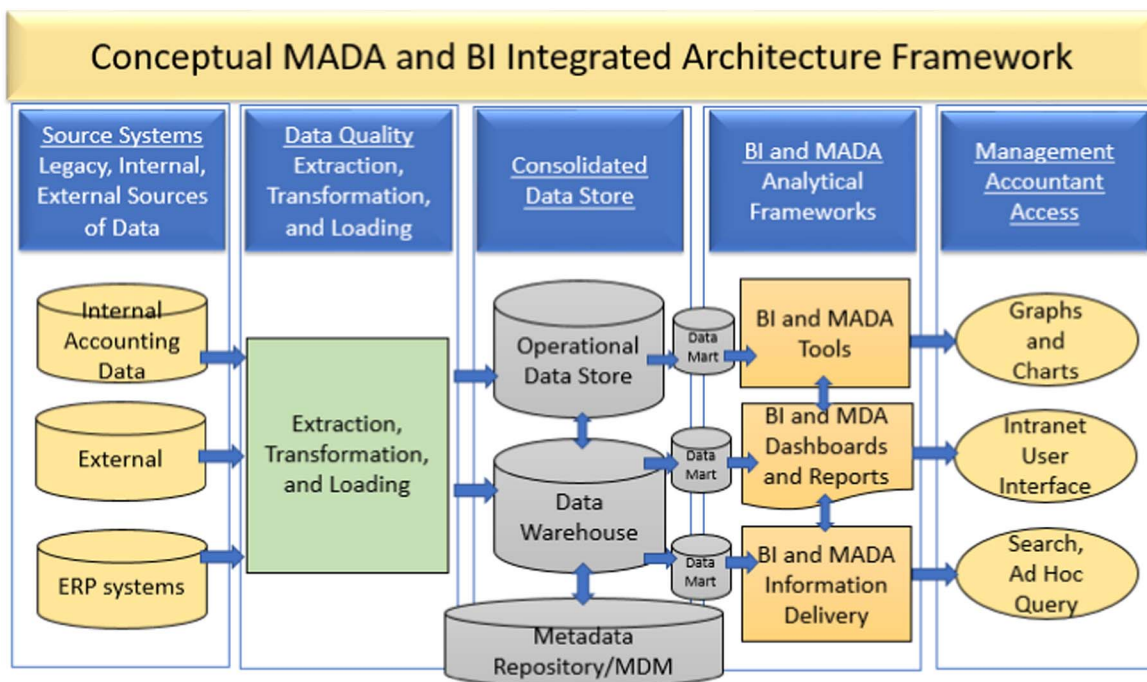 Conceptual MADA and BI Integrated Architecture Framework
Source Systems
Legacy, Internal,
External Sources
of Data
Data Quality
Extraction,
Transformation,
and Loading
Consolidated
Data Store
BI and MADA
Analytical
Frameworks
Management
Accountant
Access
Internal
Accounting
Data
External
ERP systems
Extraction,
Transformation,
and Loading
Operational
Data Store
Data
Warehouse
Metadata
Repository/MDM
Data
Mart
Data
Mart
Data
Mart
BI and MADA
Tools
BI and MDA
Dashboards
and Reports
BI and MADA
Information
Delivery
Graphs
and
Charts
Intranet
User
Interface
Search,
Ad Hoc
Query